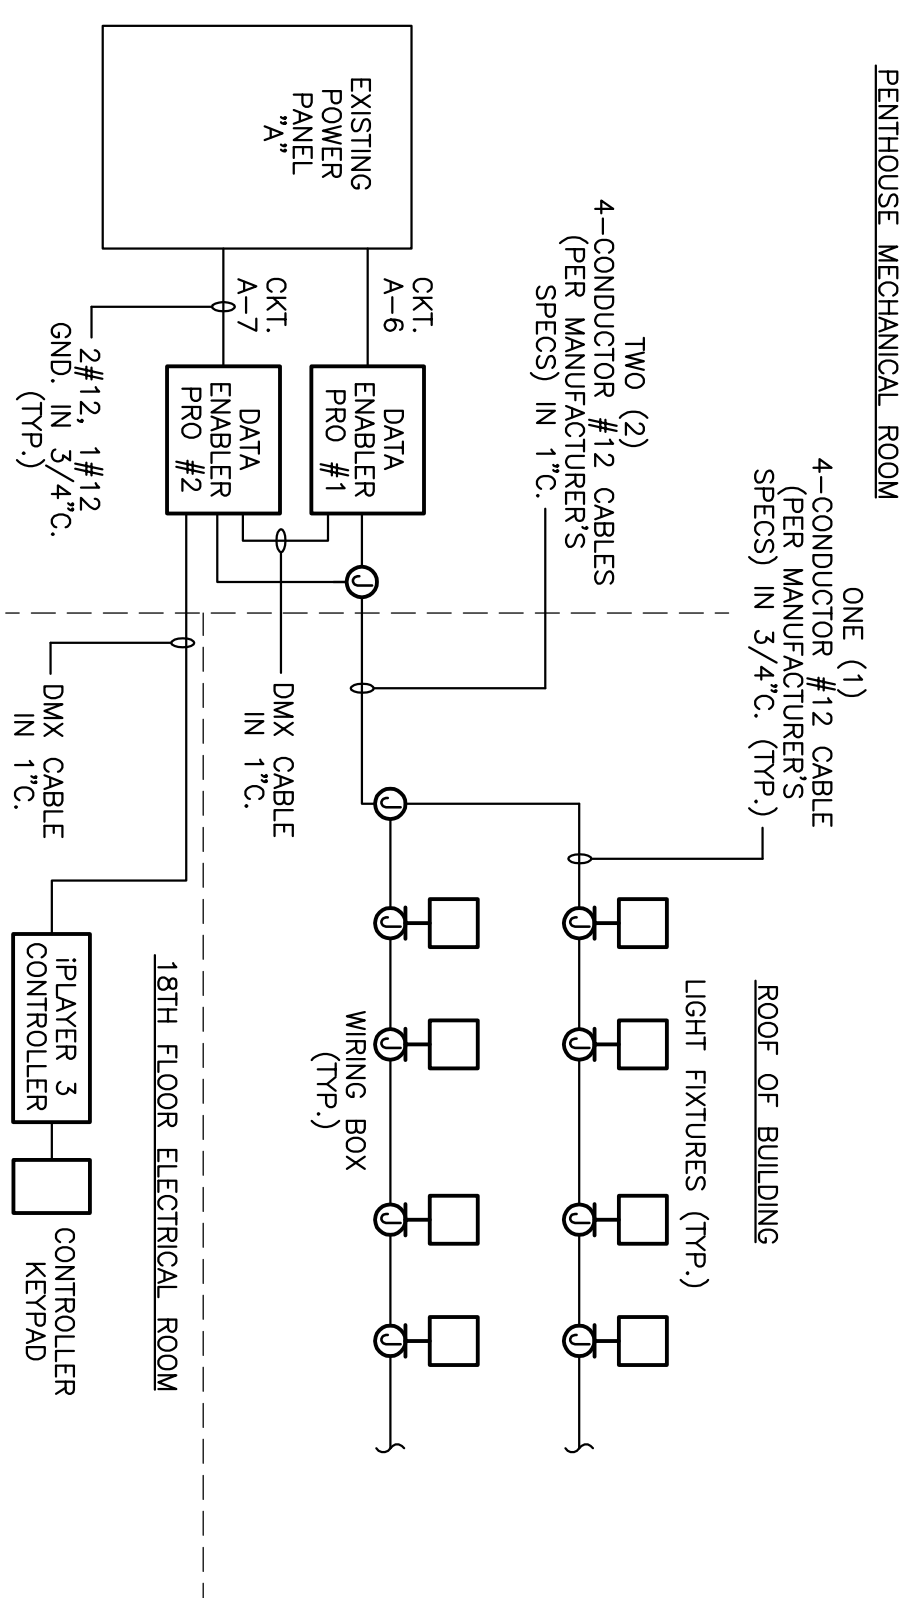 PENTHOUSE MECHANICAL ROOM
ONE (1)
4-CONDUCTOR #12 CABLE
(PER MANUFACTURER'S
SPECS) IN 3/4"C. (TYP.)
ROOF OF BUILDING
TWO (2)
4-CONDUCTOR #12 CABLES
(PER MANUFACTURER'S
SPECS) IN 1"C.
LIGHT FIXTURES (TYP.)
J
J
J
J
EXISTING
POWER
PANEL
"A"
CKT.
A-6
DATA
ENABLER
PRO #1
J
J
J
J
J
J
WIRING BOX
(TYP.)
CKT.
A-7
DATA
ENABLER
PRO #2
DMX CABLE
IN 1"C.
2#12, 1#12
GND. IN 3/4"C.
(TYP.)
18TH FLOOR ELECTRICAL ROOM
DMX CABLE
IN 1"C.
iPLAYER 3
CONTROLLER
CONTROLLER
KEYPAD